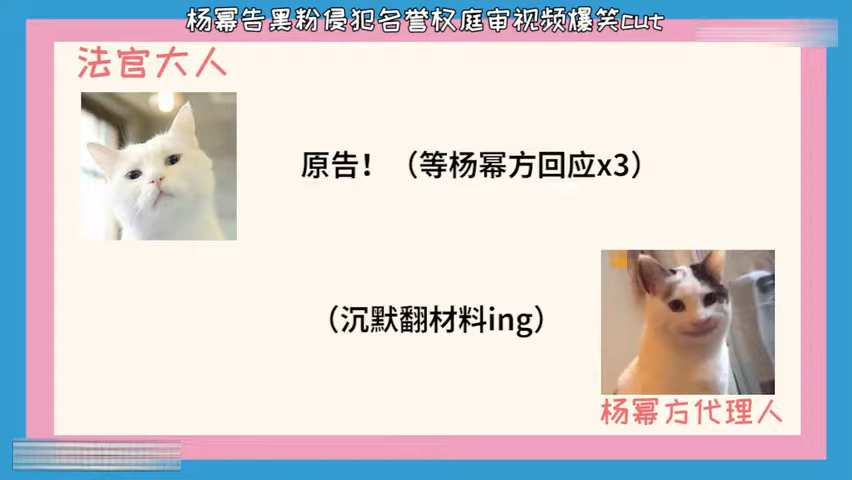 杨幂告黑粉侵犯名誉权庭审视频爆笑cut
法官大人
原告！（等杨幂方回应x3）
（沉默翻材料ing）
杨幂方代理人